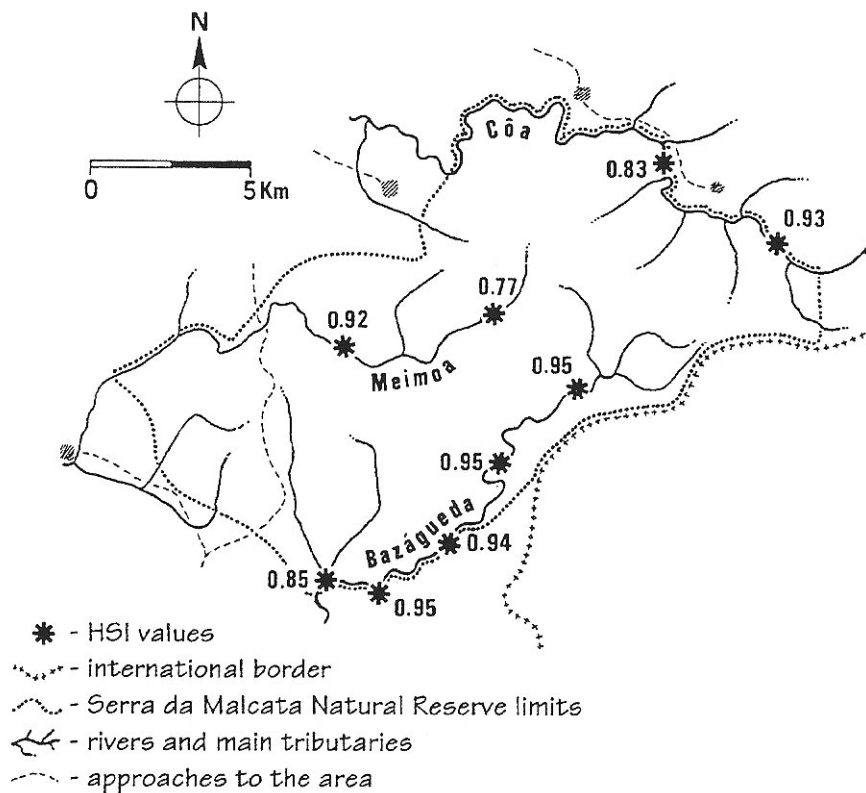 N
0 5 Km
Côa
0.83
0.93
0.77
0.92
Meimoa
0.95
0.95
Bazágueda
0.94
0.85
0.95
- HSI values
- international border
- Serra da Malcata Natural Reserve limits
- rivers and main tributaries
- approaches to the area